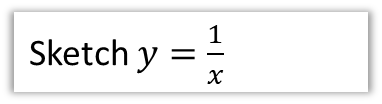 Sketch y = 1/x